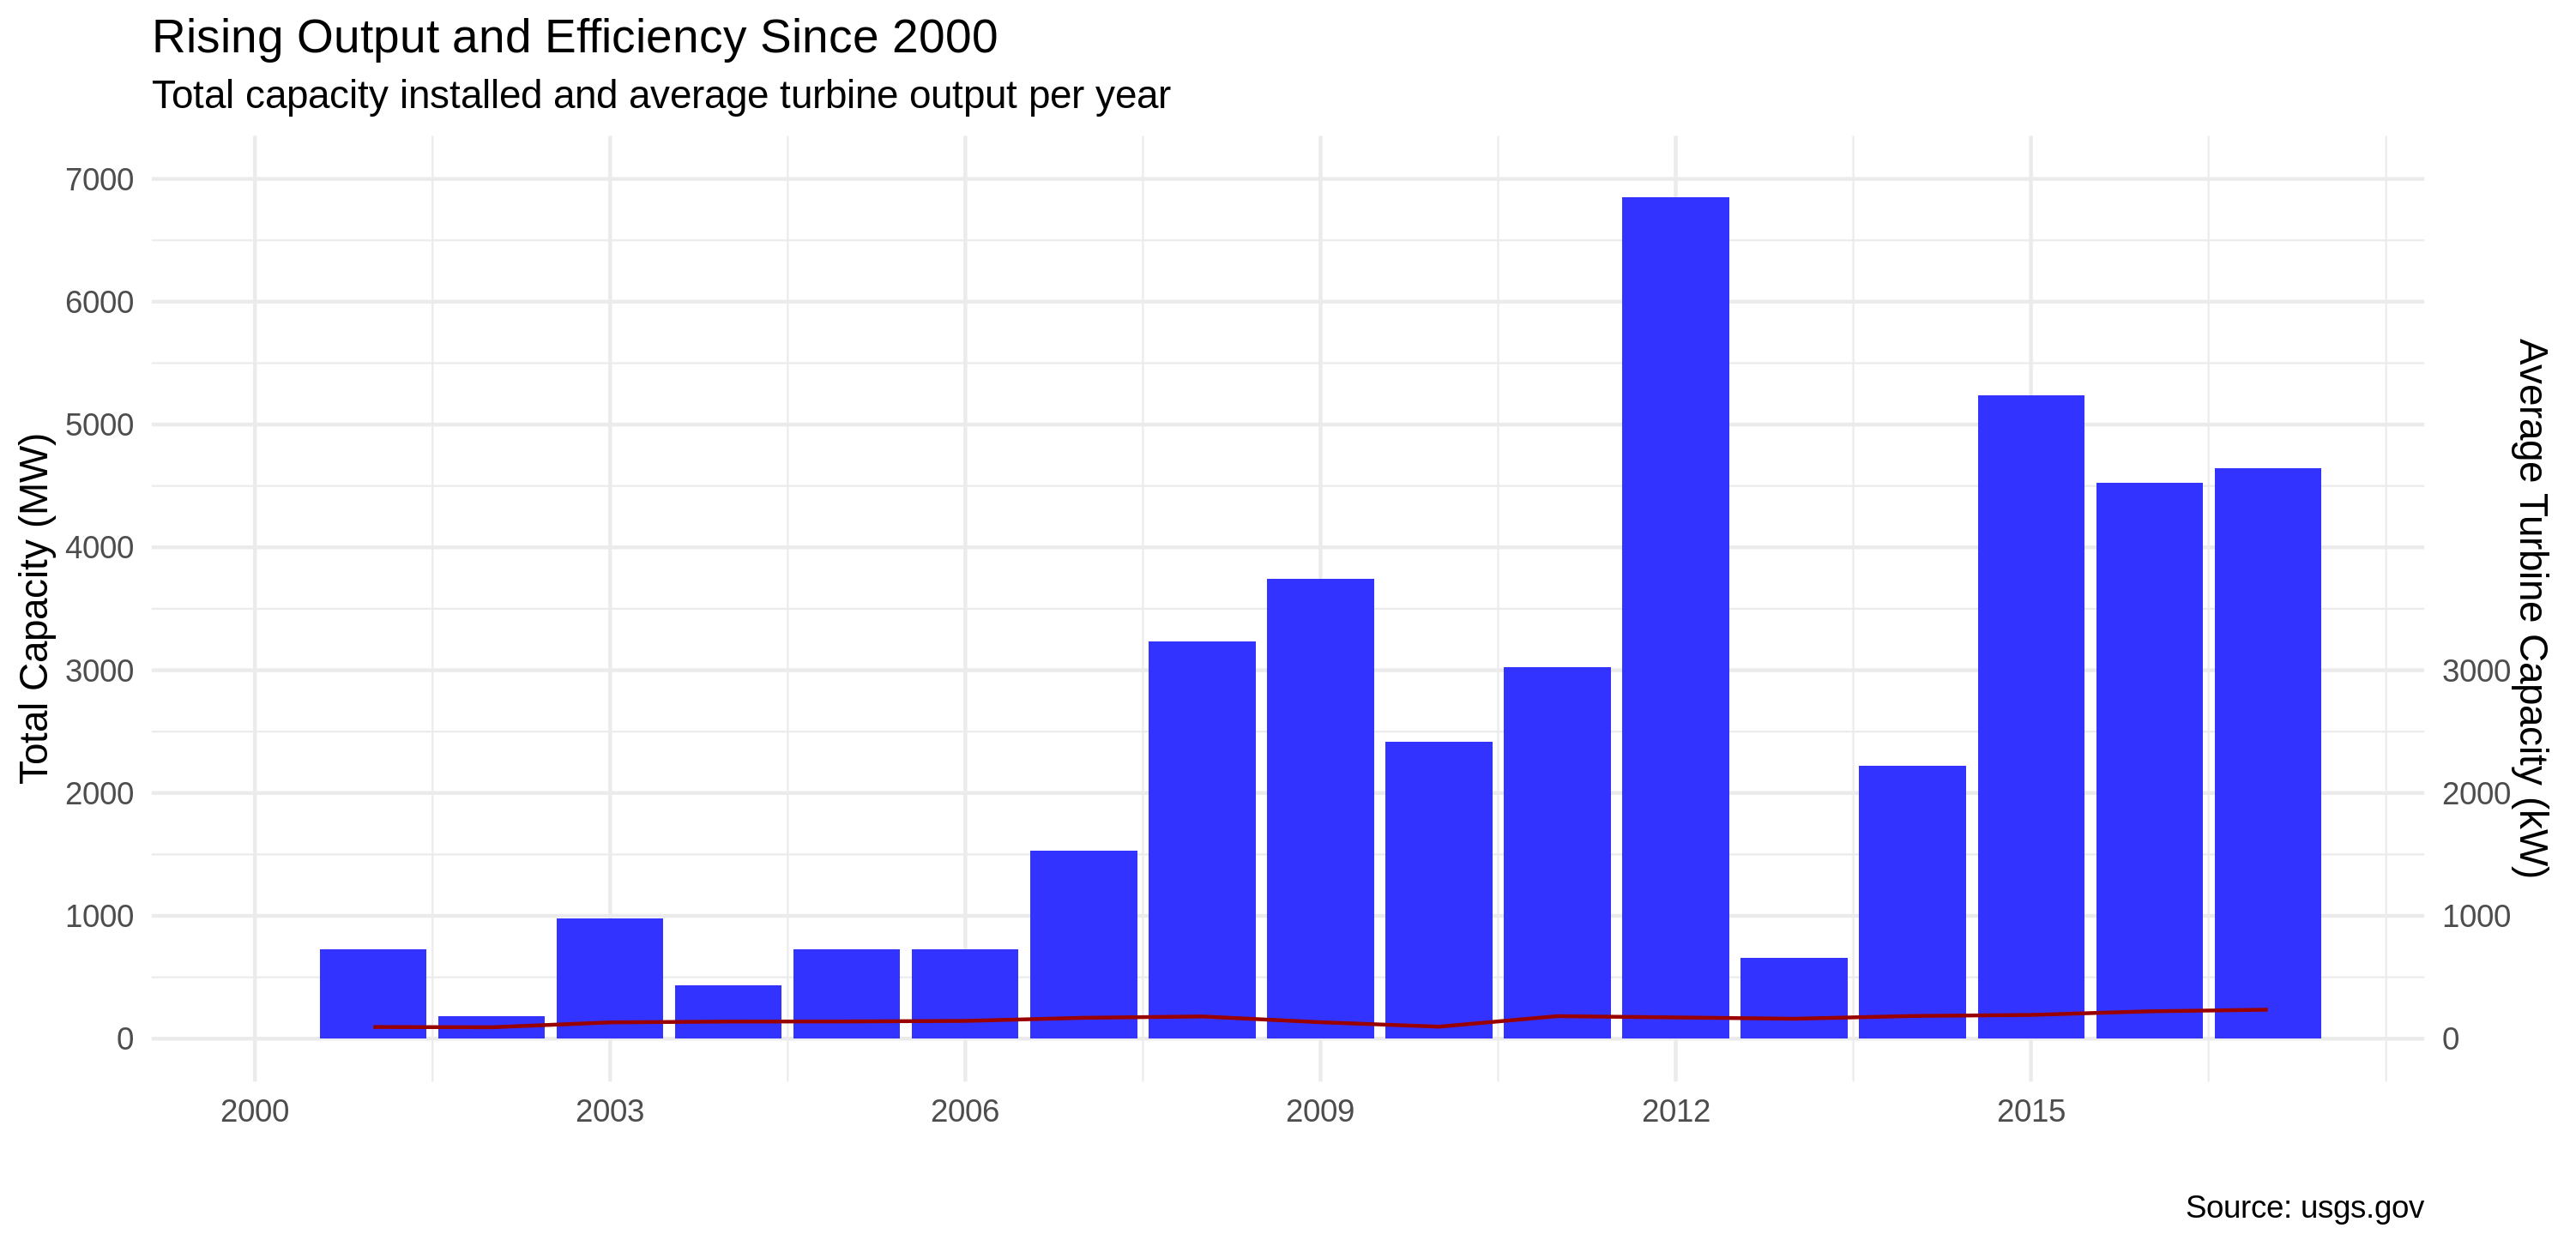 Rising Output and Efficiency Since 2000
Total capacity installed and average turbine output per year
Total Capacity (MW)
7000
6000
5000
4000
3000
2000
1000
0
3000
2000
1000
0
Average Turbine Capacity (kW)
2000 2003 2006 2009 2012 2015
Source: usgs.gov